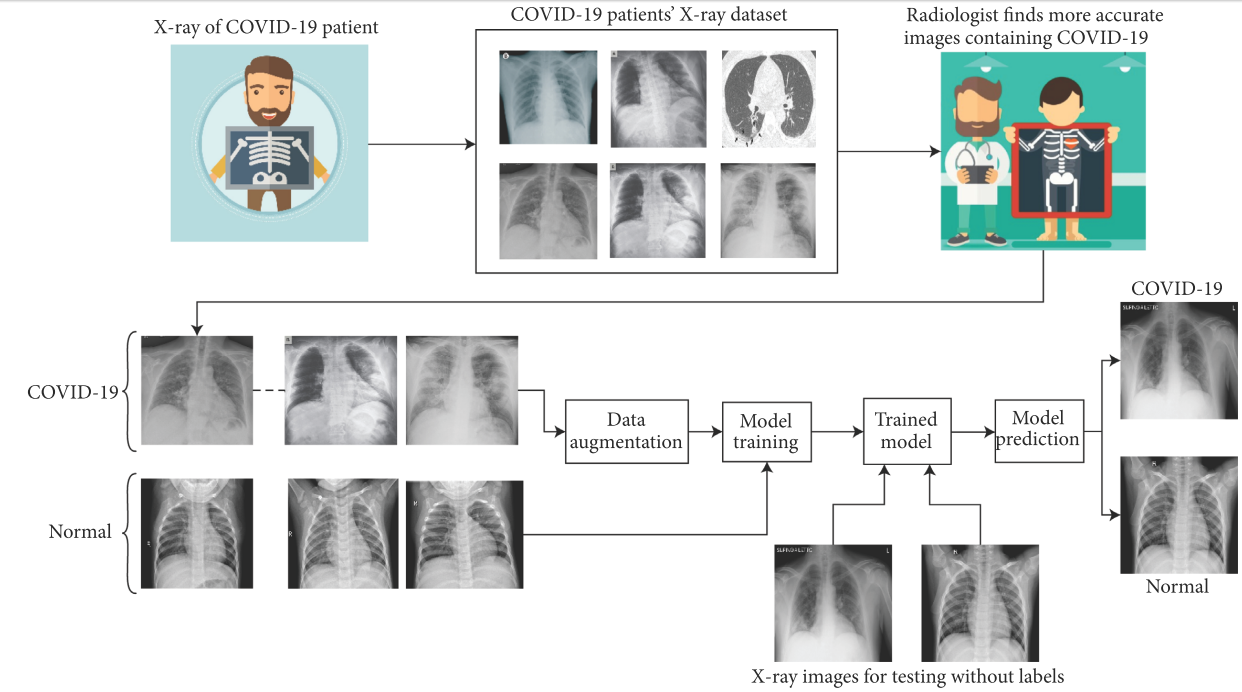 X-ray of COVID-19 patient
COVID-19 patients’ X-ray dataset
Radiologist finds more accurate
images containing COVID-19
COVID-19
COVID-19
Data
augmentation
Model
training
Trained
model
Model
prediction
Normal
R
R
R
L
R
L
R
Normal
X-ray images for testing without labels